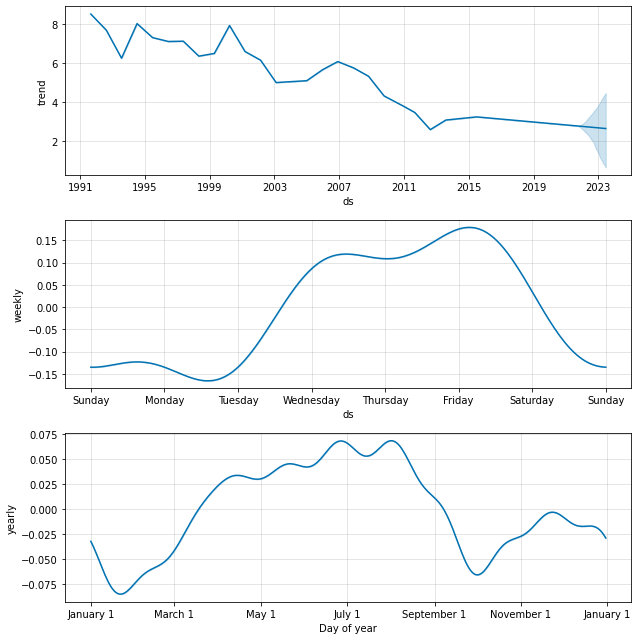 8
6
4
2
trend
1991 1995 1999 2003 2007 2011 2015 2019 2023
ds
0.15
0.10
0.05
0.00
−0.05
−0.10
−0.15
weekly
Sunday Monday Tuesday Wednesday Thursday Friday Saturday Sunday
ds
0.075
0.050
0.025
0.000
−0.025
−0.050
−0.075
yearly
January 1 March 1 May 1 July 1 September 1 November 1 January 1
Day of year